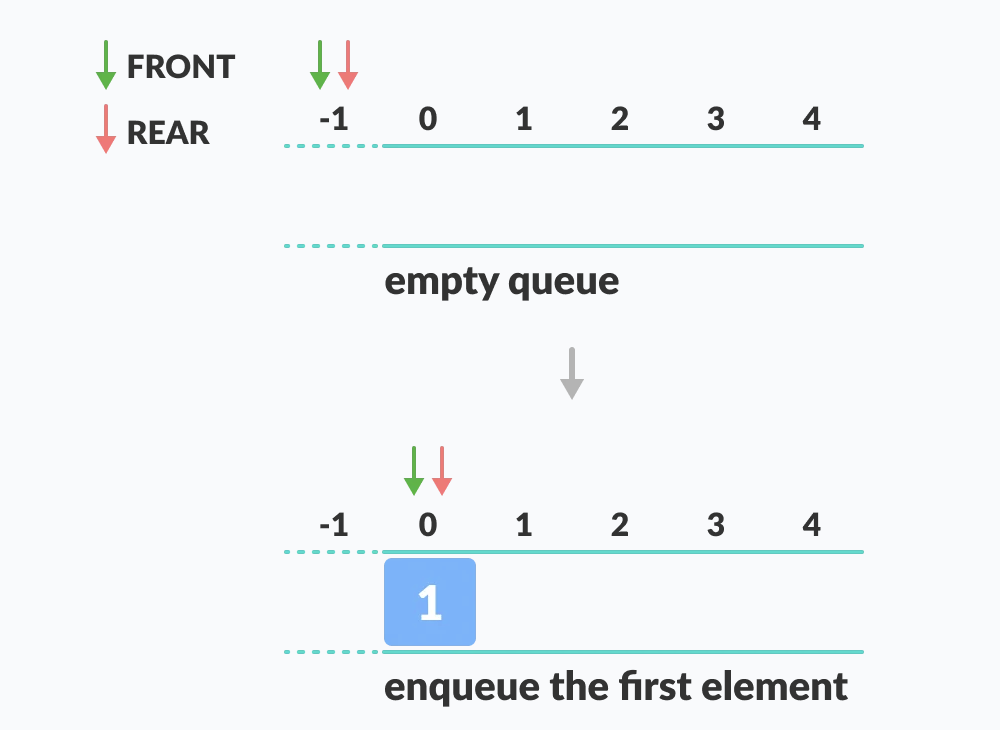 FRONT
REAR
-1 0 1 2 3 4
empty queue
-1 0 1 2 3 4
1
enqueue the first element